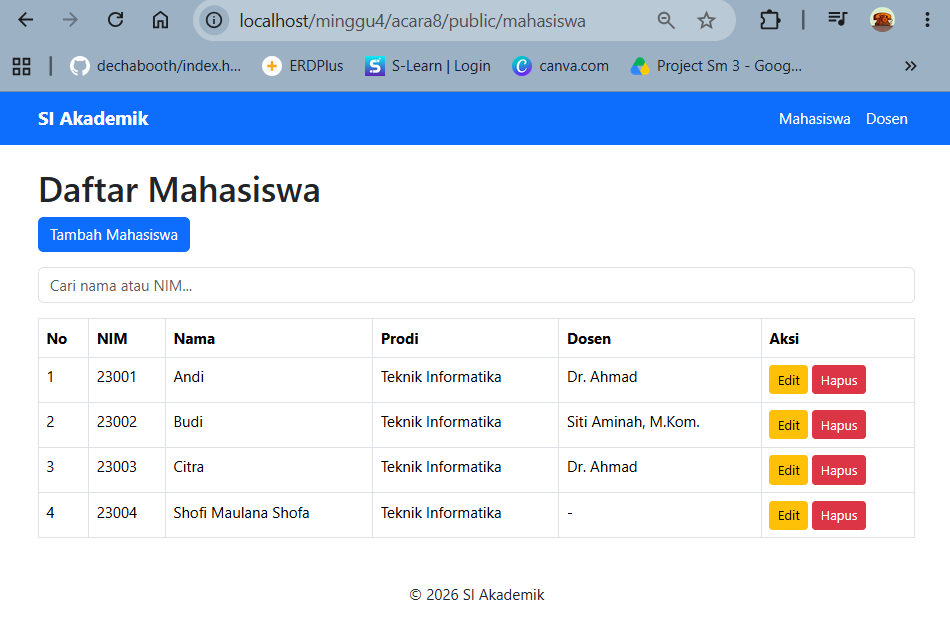 localhost/minggu4/acara8/public/mahasiswa
dechabooth/index.h... ERDPlus S-Learn | Login canva.com Project Sm 3 - Goog...
SI Akademik Mahasiswa Dosen
Daftar Mahasiswa
Tambah Mahasiswa
Cari nama atau NIM...
No NIM Nama Prodi Dosen Aksi
1 23001 Andi Teknik Informatika Dr. Ahmad Edit Hapus
2 23002 Budi Teknik Informatika Siti Aminah, M.Kom. Edit Hapus
3 23003 Citra Teknik Informatika Dr. Ahmad Edit Hapus
4 23004 Shofi Maulana Shofa Teknik Informatika - Edit Hapus
© 2026 SI Akademik